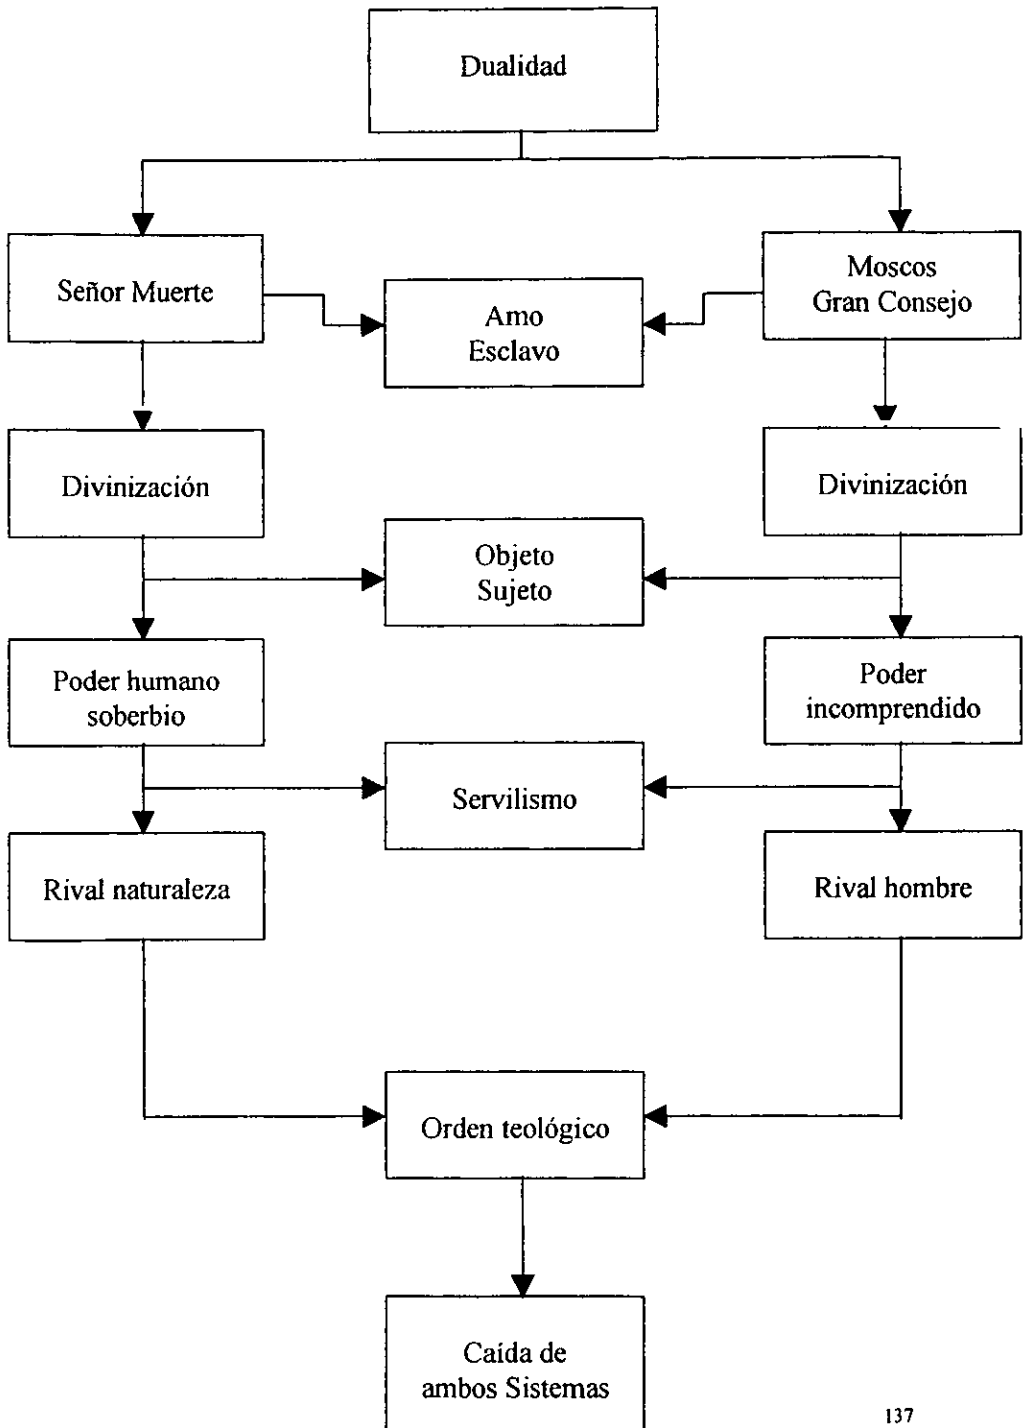 Dualidad
Señor Muerte
Moscos
Gran Consejo
Amo
Esclavo
Divinización
Divinización
Objeto
Sujeto
Poder humano
soberbio
Poder
incomprendido
Servilismo
Rival naturaleza
Rival hombre
Orden teológico
Caída de
ambos Sistemas
137